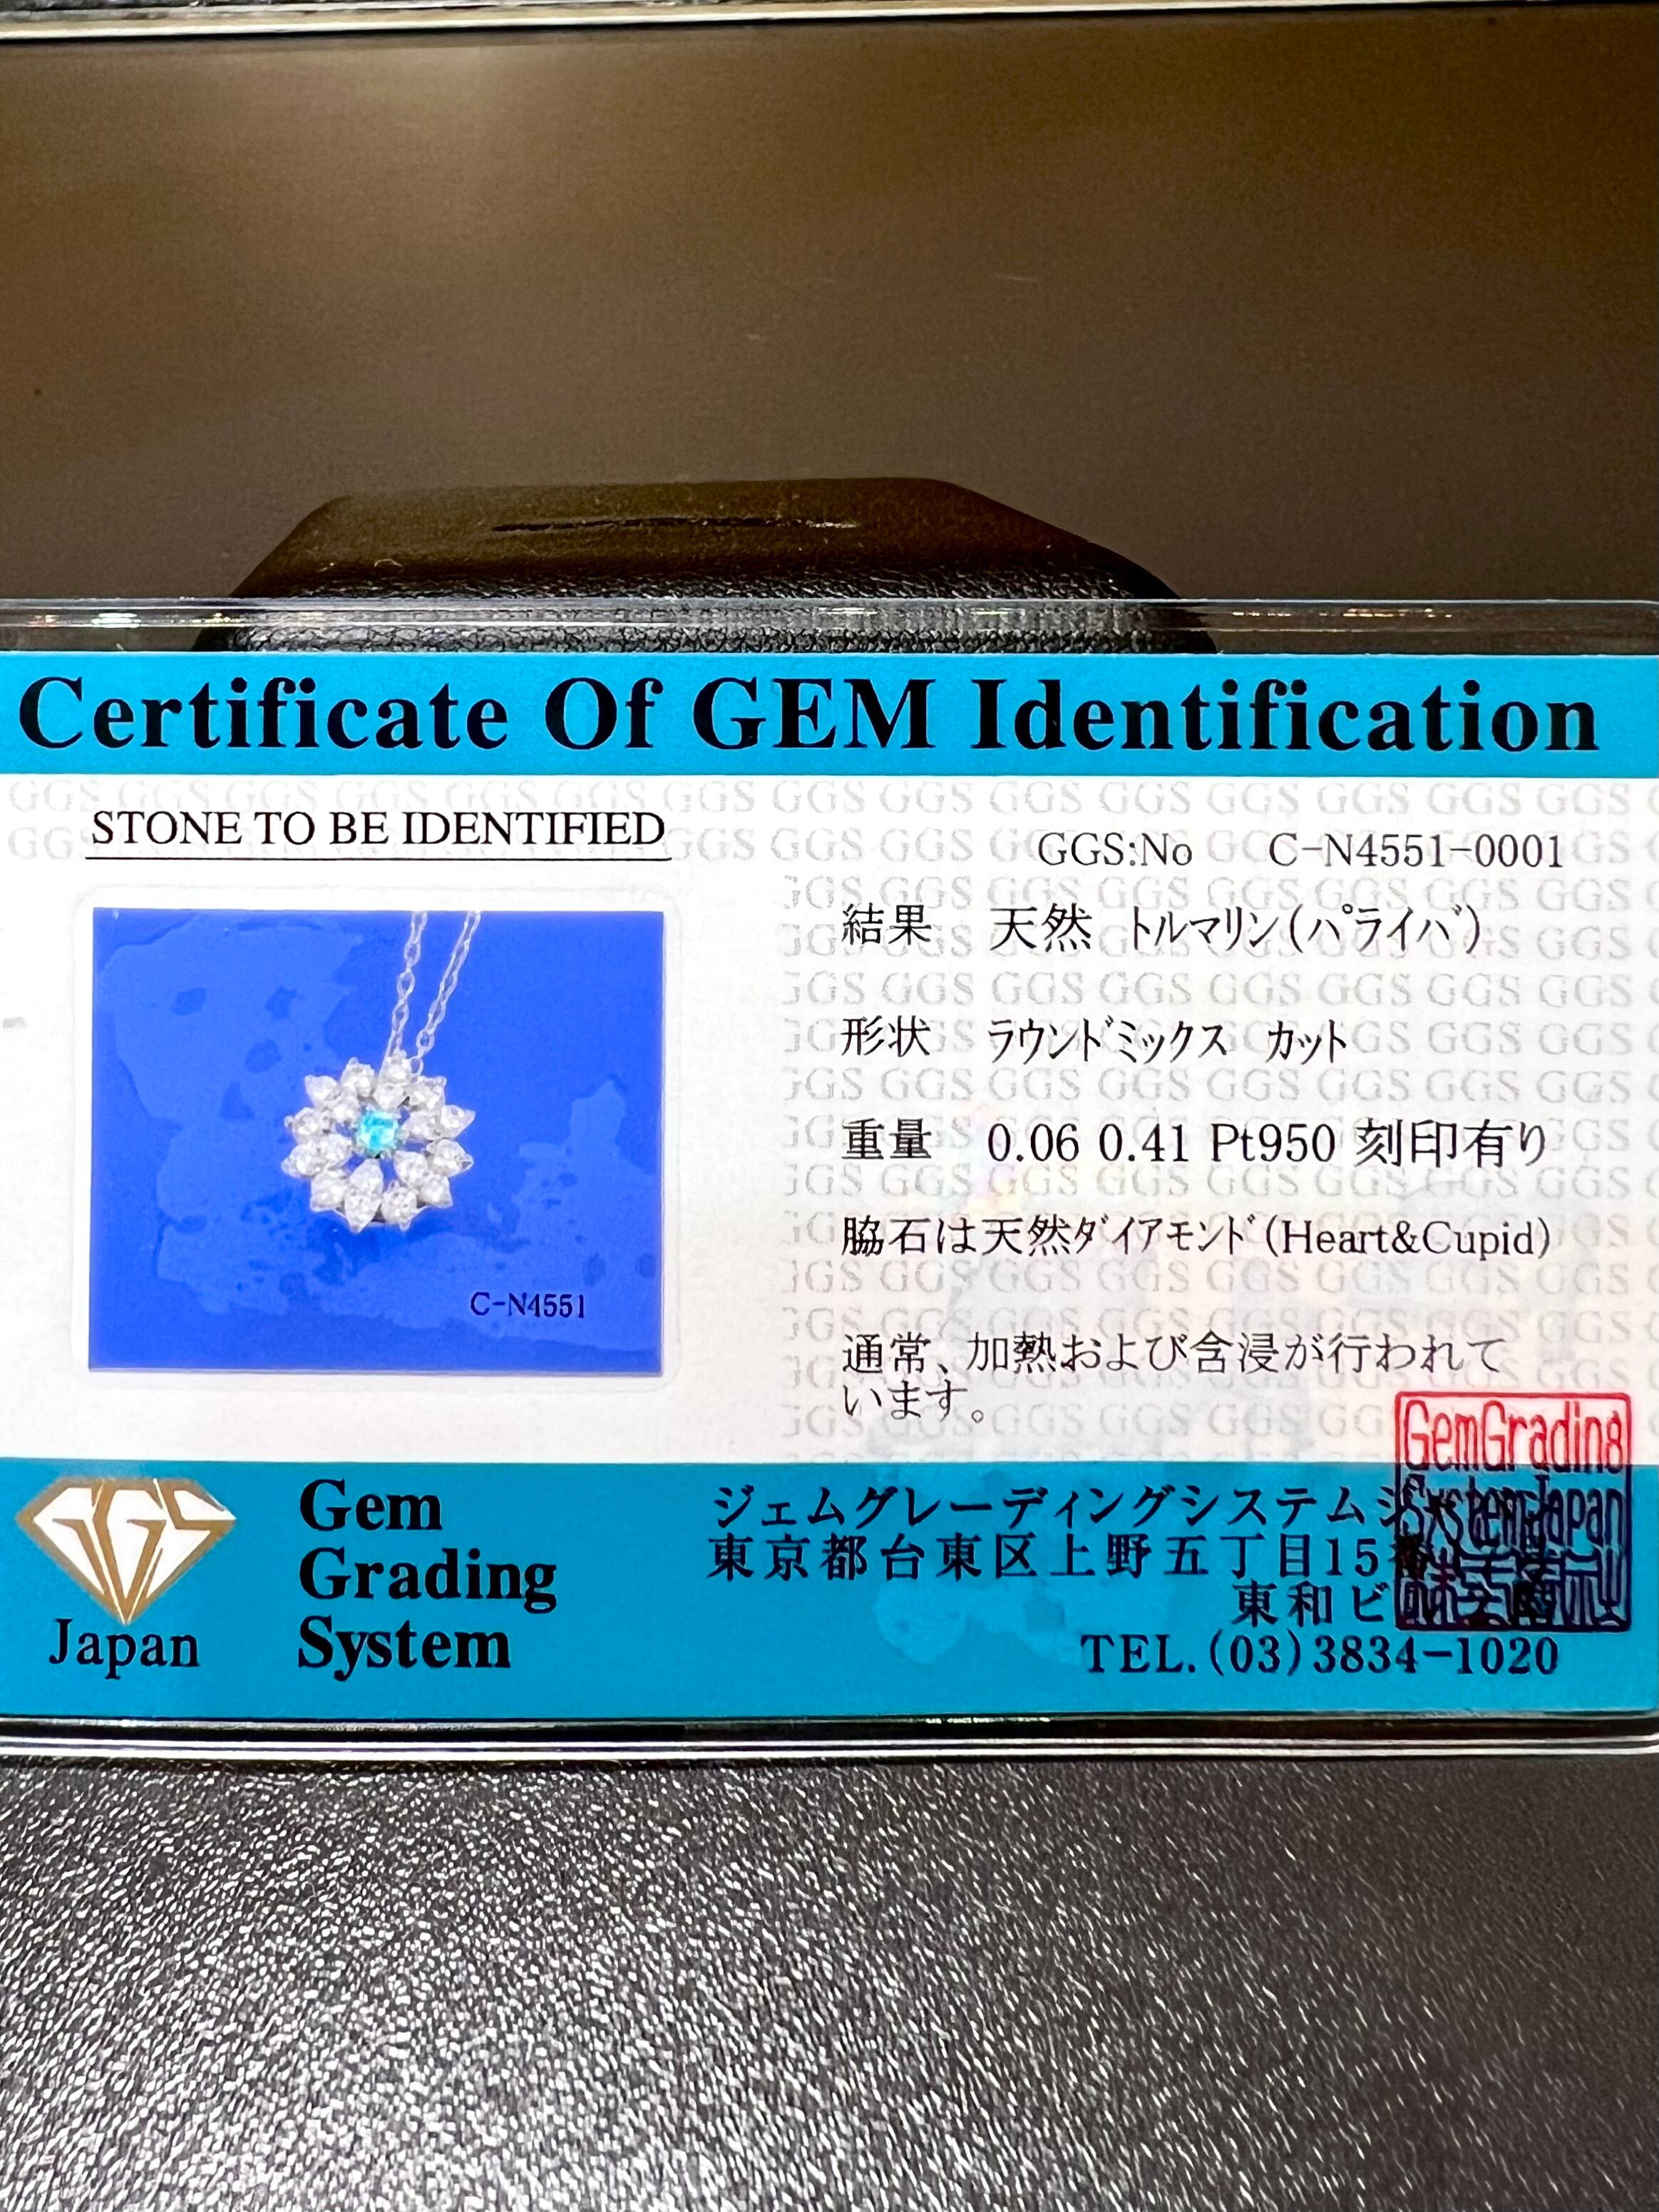 Certificate Of GEM Identification
STONE TO BE IDENTIFIED
C-N4551
GGS:No C-N4551-0001
結果 天然 トルマリン(パライバ)
形状 ラウンドミックス カット
重量 0.06 0.41 Pt950 刻印有り
脇石は天然ダイアモンド(Heart&Cupid)
通常、加熱および含浸が行われて
います。
GGS
Japan
Gem
Grading
System
ジェムグレーディングシステムジ
東京都台東区上野五丁目15
東和ビ
TEL.(03)3834-1020
GemGrading
SystemJapan